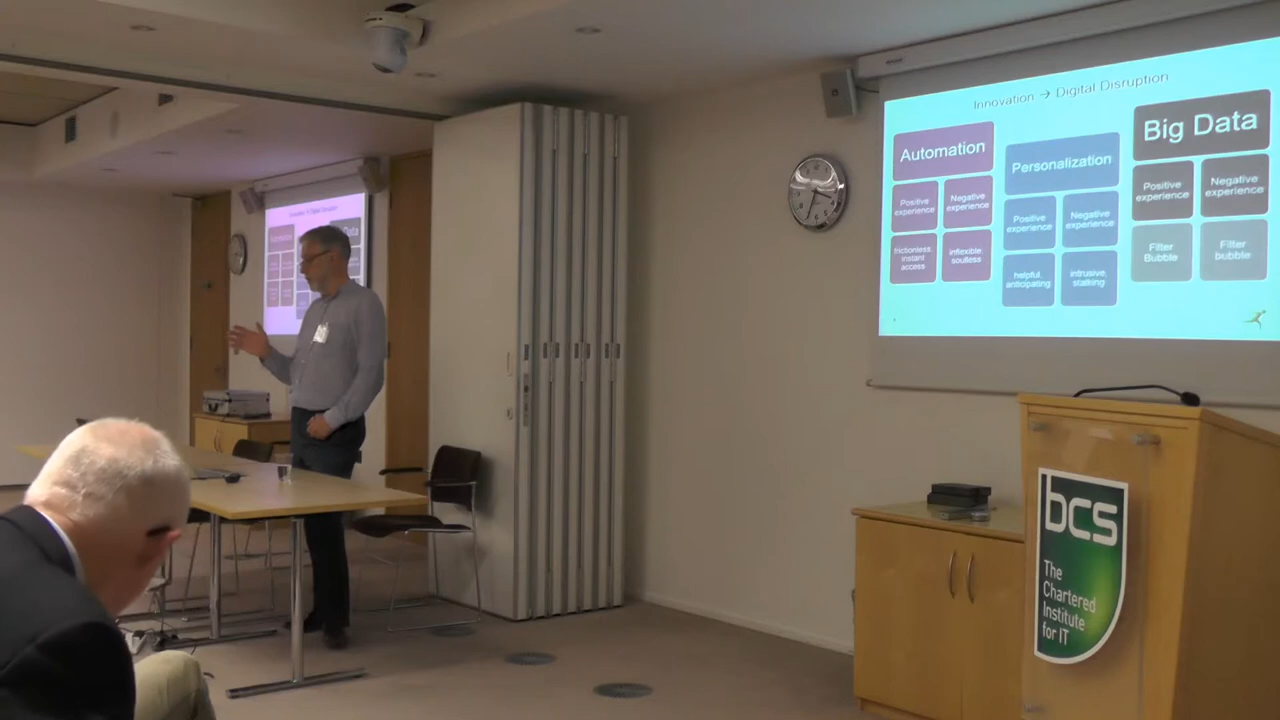 Innovation → Digital Disruption
Automation
Positive
experience
Negative
experience
frictionless,
instant
access
inflexible;
soulless
Personalization
Positive
experience
Negative
experience
helpful,
anticipating
intrusive,
stalking
Big Data
Positive
experience
Negative
experience
Filter
Bubble
Filter
bubble
bcs
The
Chartered
Institute
for IT